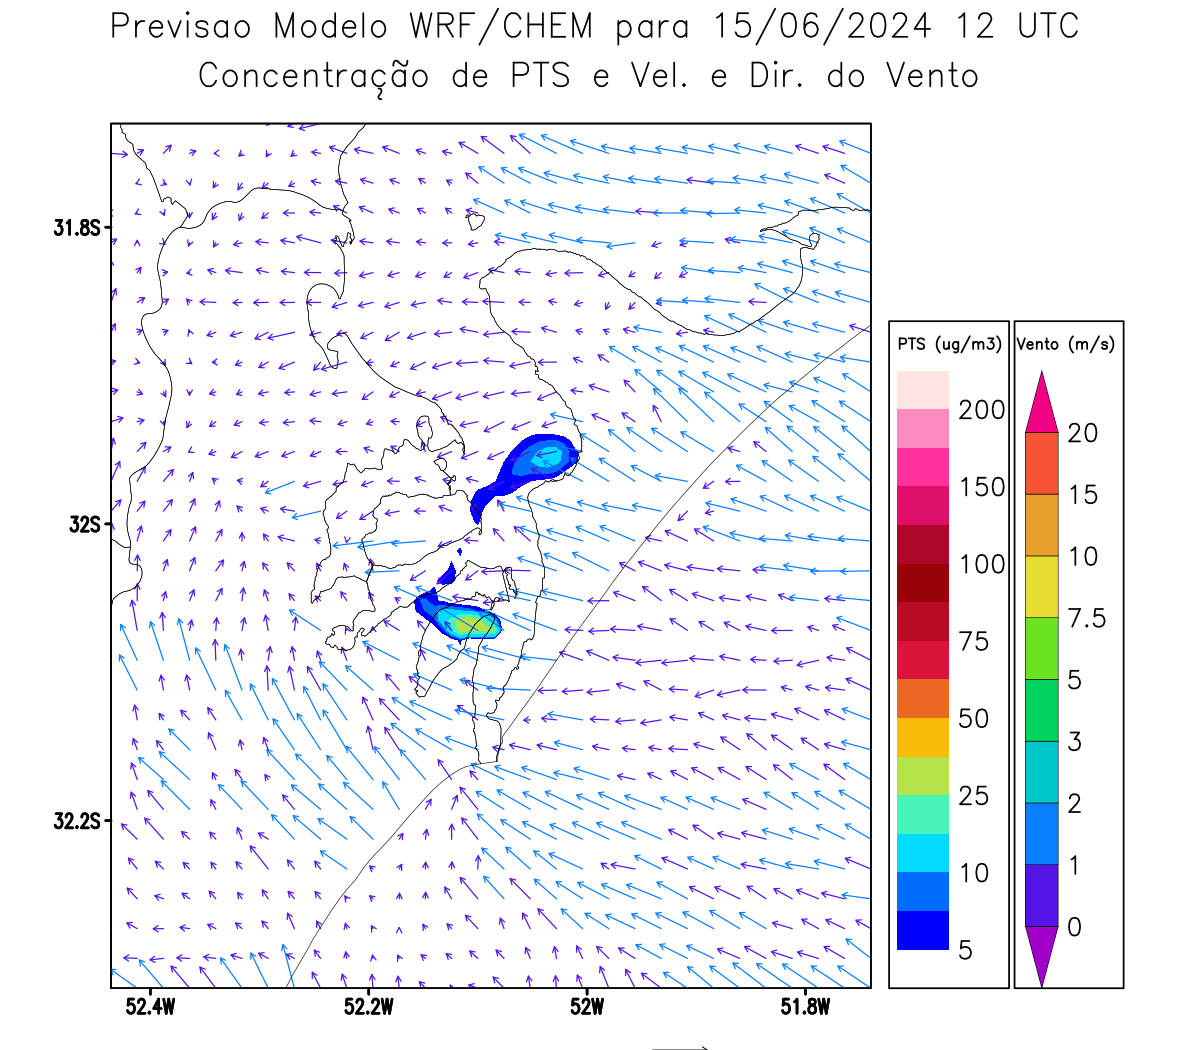 Previsao Modelo WRF/CHEM para 15/06/2024 12 UTC
Concentração de PTS e Vel. e Dir. do Vento
31.8S
32S
32.2S
52.4W
52.2W
52W
51.8W
PTS (ug/m3)
200
150
100
75
50
25
10
5
Vento (m/s)
20
15
10
7.5
5
3
2
1
0